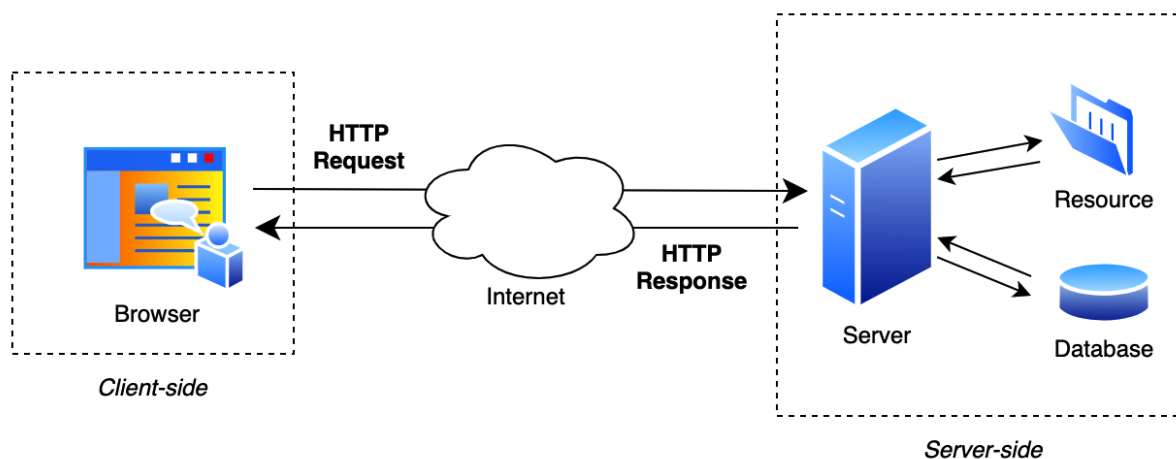 HTTP
Request
HTTP
Response
Internet
Browser
Client-side
Server
Resource
Database
Server-side